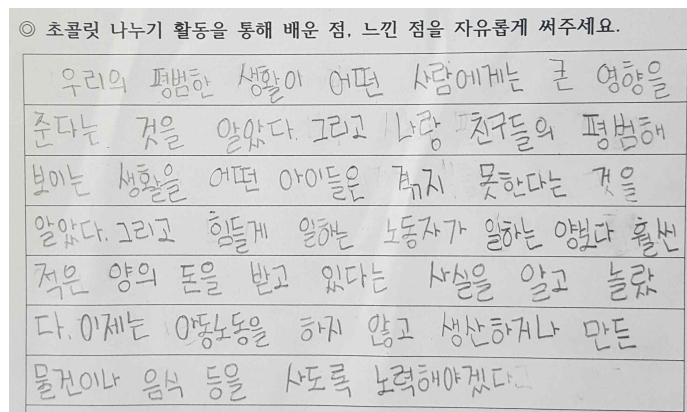 ◎ 초콜릿 나누기 활동을 통해 배운 점, 느낀 점을 자유롭게 써주세요.
우리의 평범한 생활이 어떤 사람에게는 큰 영향을
준다는 것을 알았다. 그리고 나랑 친구들의 평범해
보이는 생활을 어떤 아이들은 겪지 못한다는 것을
알았다. 그리고 힘들게 일하는 노동자가 일하는 양보다 훨씬
적은 양의 돈을 받고 있다는 사실을 알고 놀랐
다. 이제는 아동노동을 하지 않고 생산하거나 만든
물건이나 음식 등을 사도록 노력해야겠다.